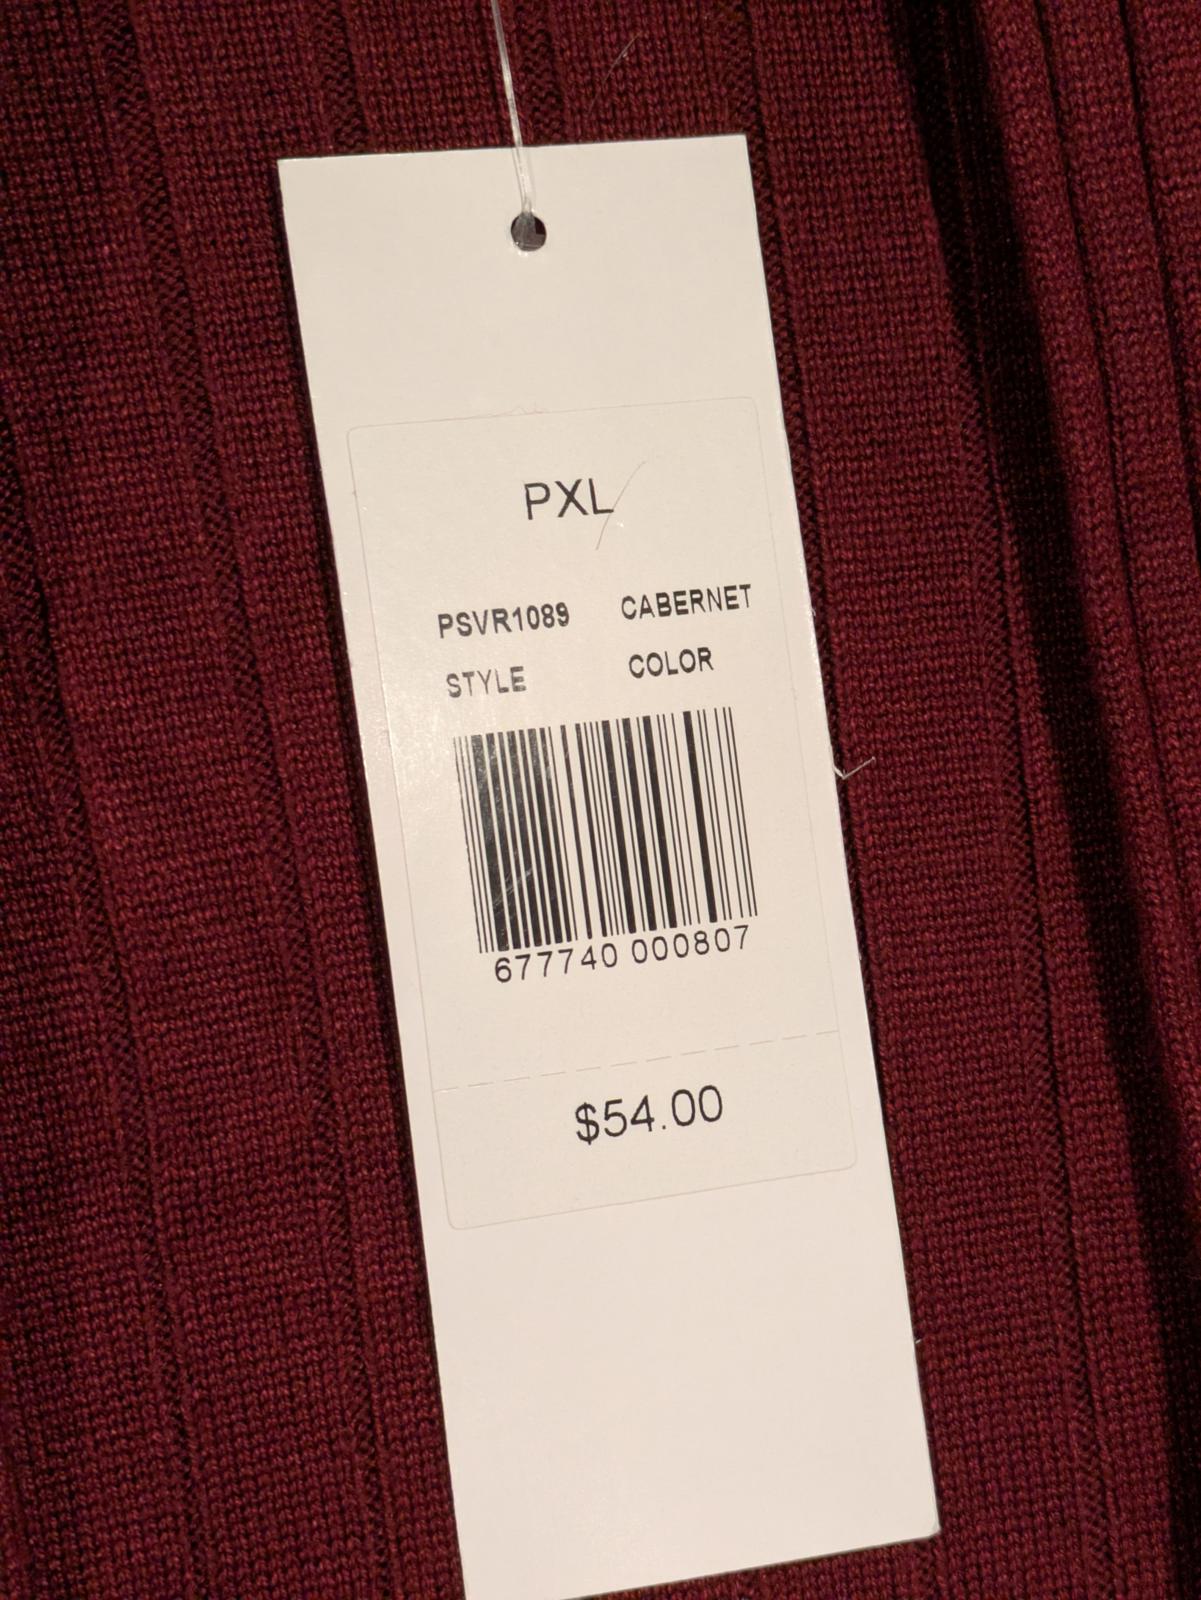 PXL
PSVR1089 CABERNET
STYLE COLOR
677740 000807
$54.00